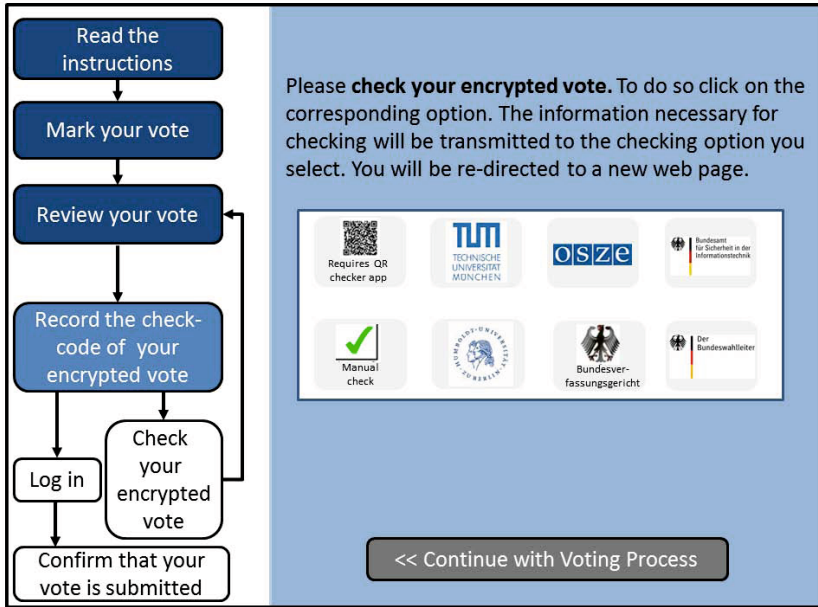 Read the
instructions
Mark your vote
Review your vote
Record the check-
code of your
encrypted vote
Check
your
encrypted
vote
Log in
Confirm that your
vote is submitted
Please check your encrypted vote. To do so click on the
corresponding option. The information necessary for
checking will be transmitted to the checking option you
select. You will be re-directed to a new web page.
Requires QR
checker app
TUM
TECHNISCHE
UNIVERSITÄT
MÜNCHEN
osze
Bundesamt
für Sicherheit in der
Informationstechnik
Manual
check
HUMBOLDT-UNIVERSITÄT
ZU BERLIN
Bundesver-
fassungsgericht
Der
Bundeswahlleiter
<< Continue with Voting Process